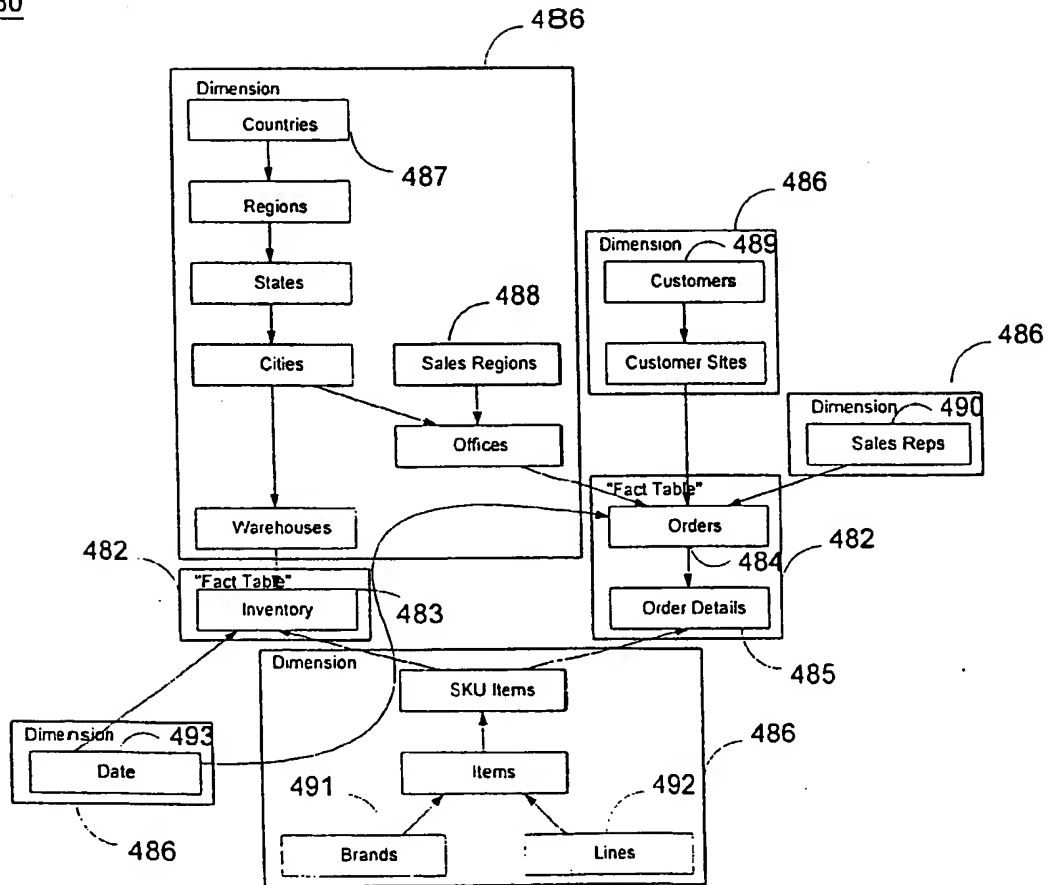 486
Dimension
Countries
487
Regions
486
Dimension
489
Customers
States
488
Cities
Sales Regions
Customer Sites
486
Dimension
490
Sales Reps
Offices
"Fact Table"
Warehouses
Orders
482
484
482
"Fact Table"
483
Inventory
Order Details
Dimension
485
SKU Items
Dimension
493
486
Date
Items
491
492
486
Brands
Lines